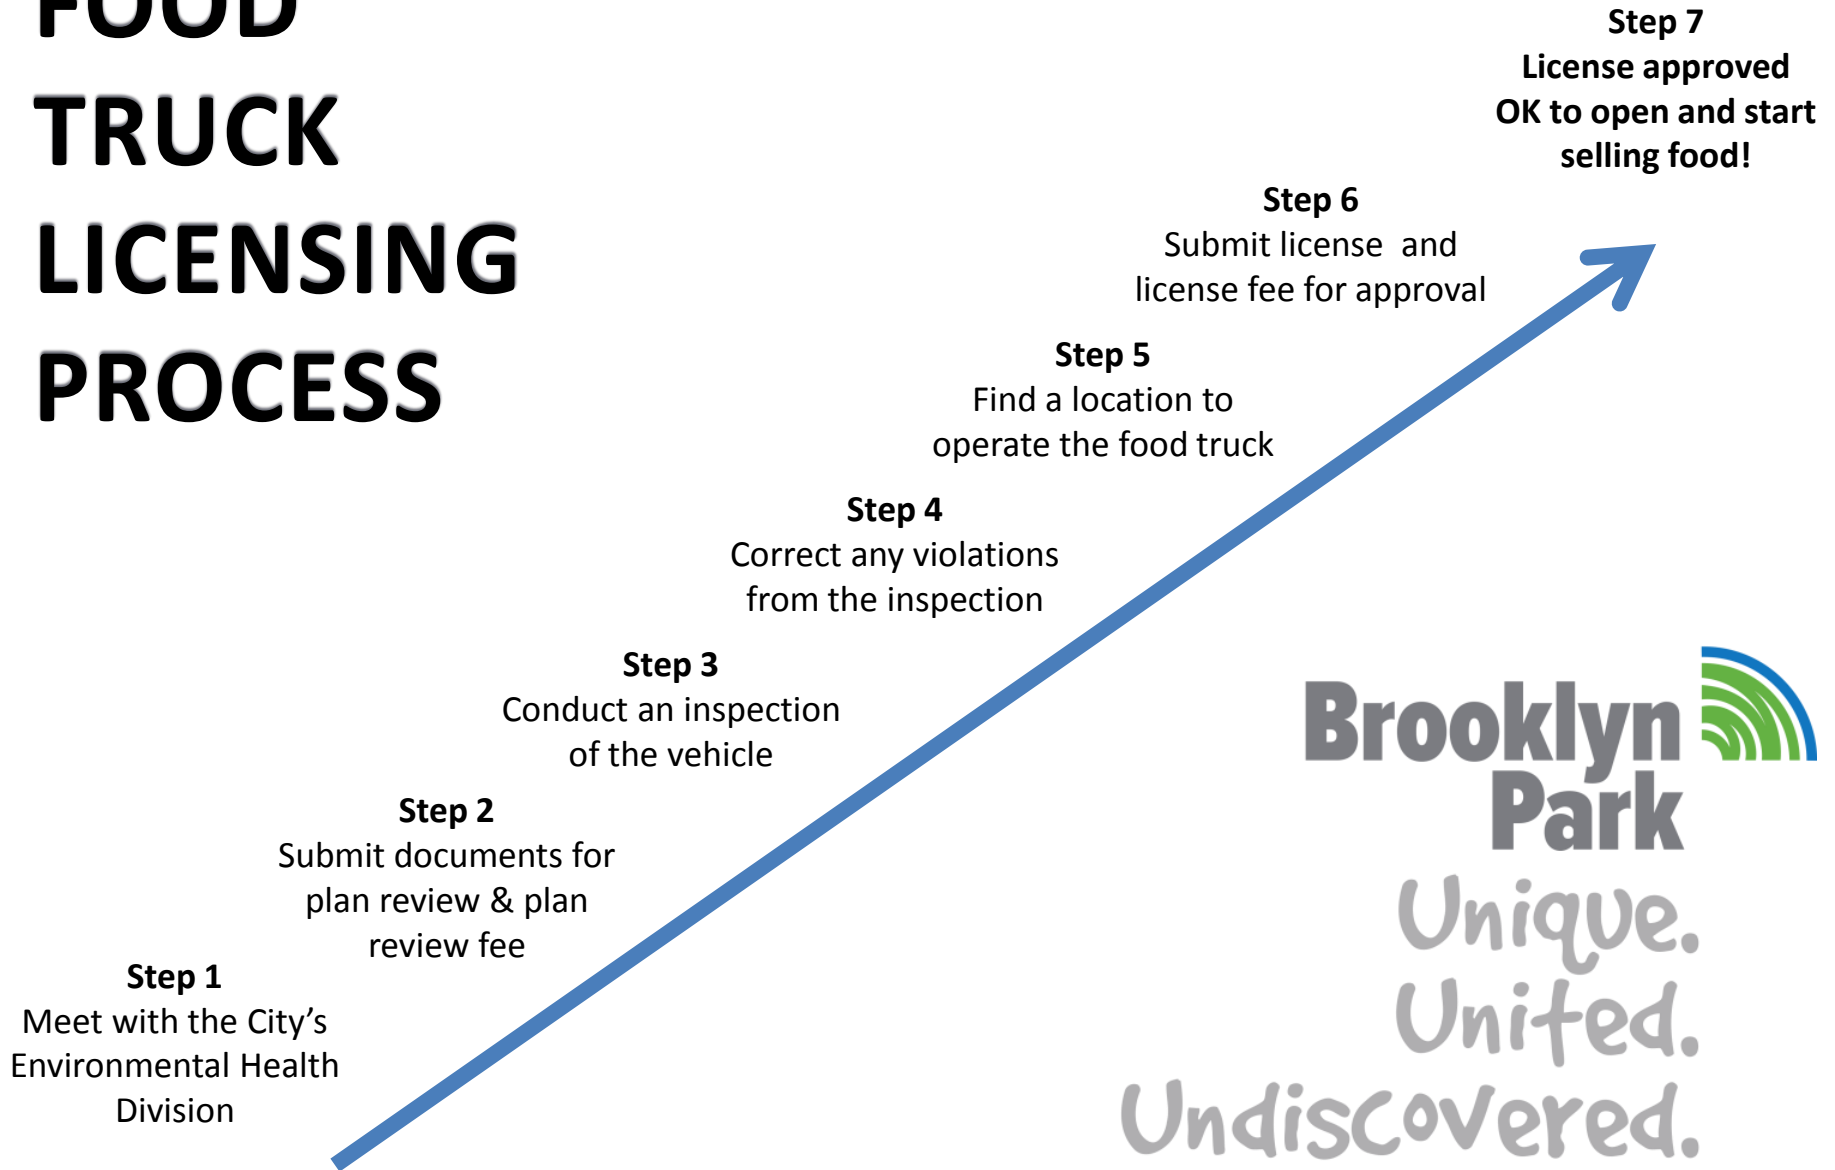 FOOD
TRUCK
LICENSING
PROCESS
Step 1
Meet with the City’s
Environmental Health
Division
Step 2
Submit documents for
plan review & plan
review fee
Step 3
Conduct an inspection
of the vehicle
Step 4
Correct any violations
from the inspection
Step 5
Find a location to
operate the food truck
Step 6
Submit license and
license fee for approval
Step 7
License approved
OK to open and start
selling food!
Brooklyn
Park
Unique.
United.
Undiscovered.